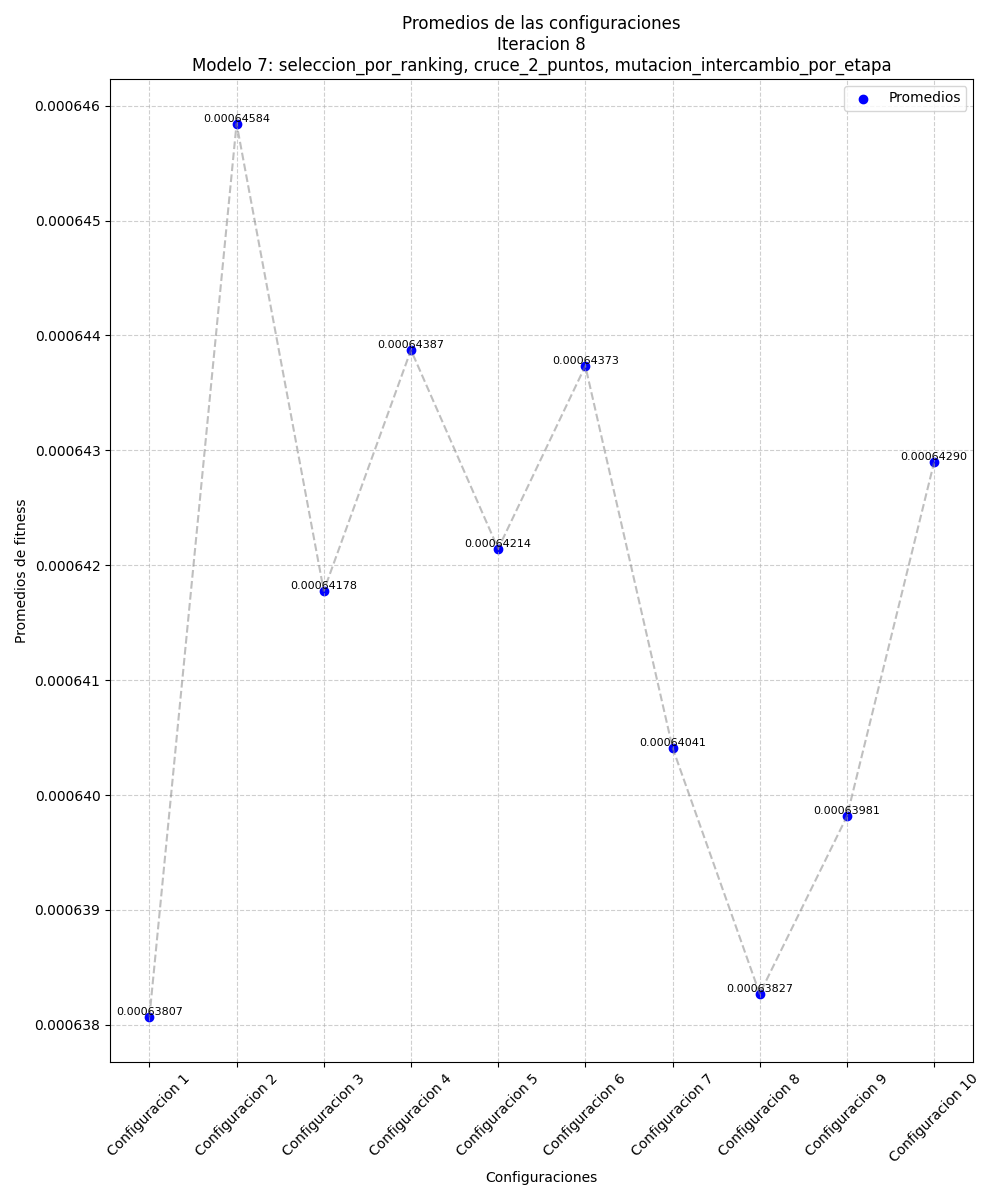 Promedios de las configuraciones
Iteracion 8
Modelo 7: seleccion_por_ranking, cruce_2_puntos, mutacion_intercambio_por_etapa
Promedios
0.000646
0.000645
0.000644
0.000643
0.000642
0.000641
0.000640
0.000639
0.000638
Promedios de fitness
0.00063807
0.00064584
0.00064178
0.00064387
0.00064214
0.00064373
0.00064041
0.00063827
0.00063981
0.00064290
Configuracion 1
Configuracion 2
Configuracion 3
Configuracion 4
Configuracion 5
Configuracion 6
Configuracion 7
Configuracion 8
Configuracion 9
Configuracion 10
Configuraciones